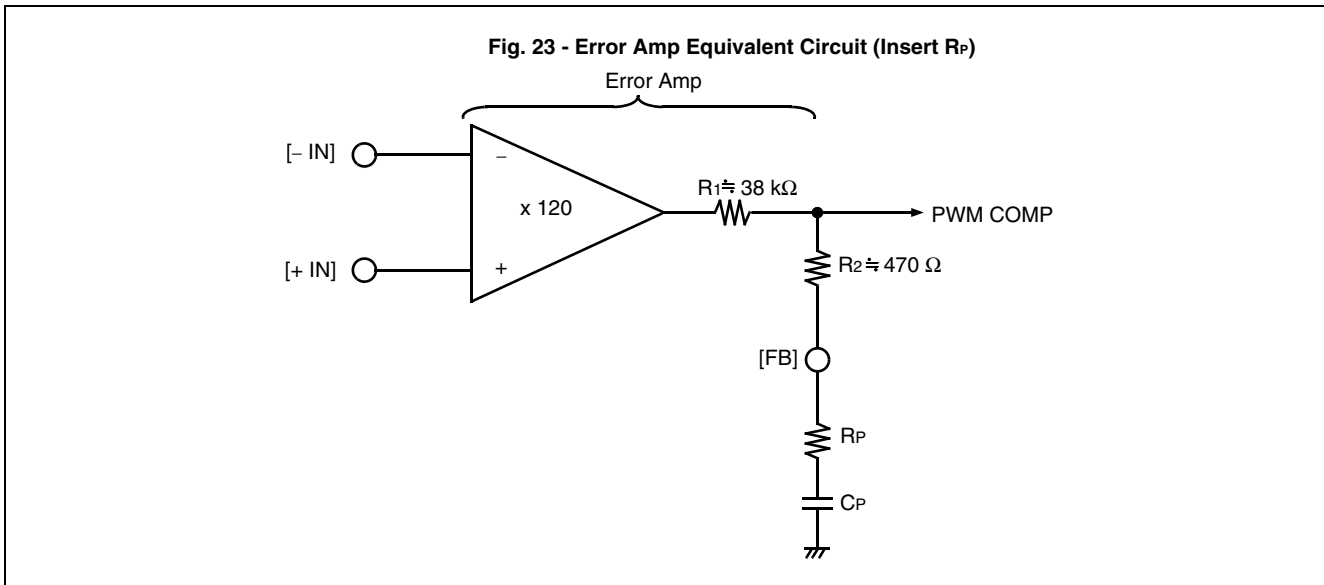 Fig. 23 - Error Amp Equivalent Circuit (Insert RP)
Error Amp
[− IN]
−
R1≒ 38 kΩ
x 120
PWM COMP
[+ IN]
+
R2≒ 470 Ω
[FB]
RP
CP